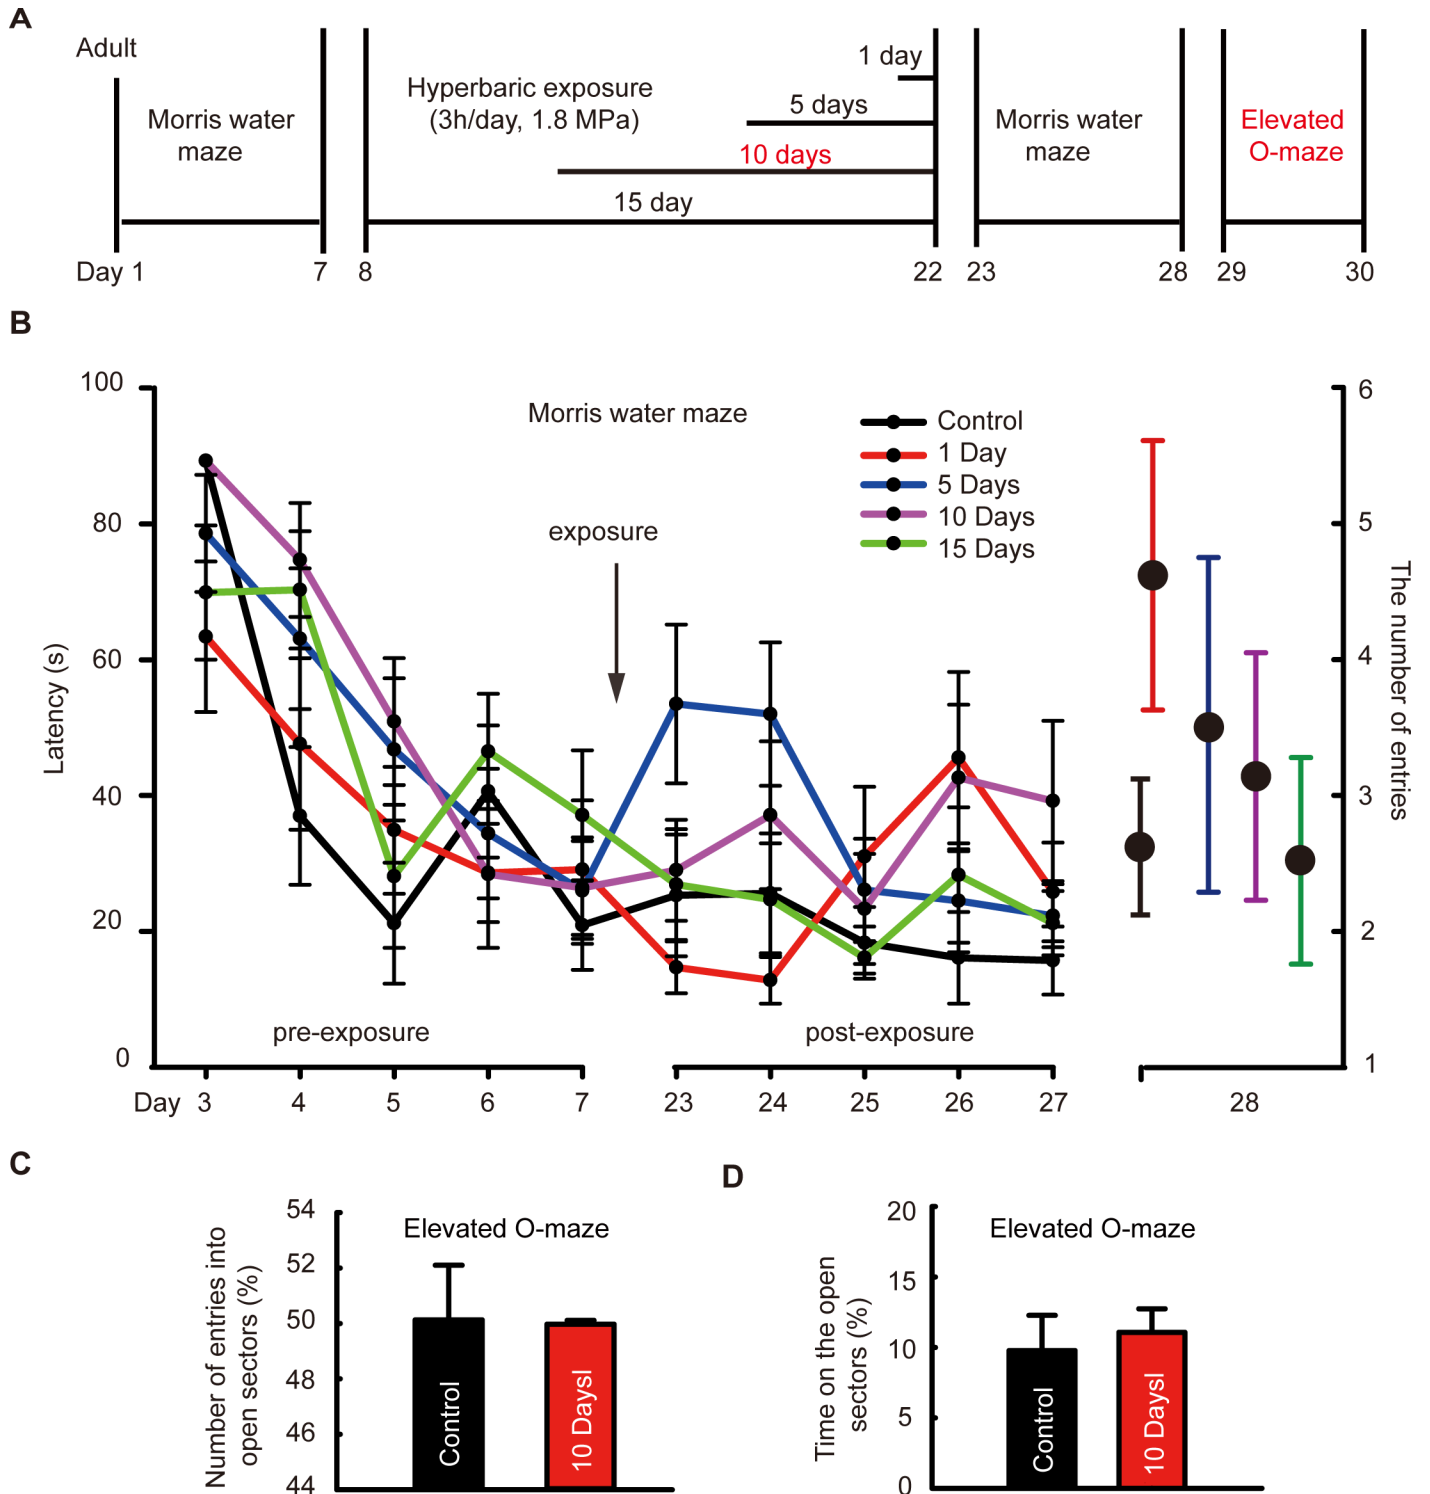 A
Adult
Morris water
maze
Hyperbaric exposure
(3h/day, 1.8 MPa)
1 day
5 days
10 days
15 day
Morris water
maze
Elevated
O-maze
Day 1
7
8
22
23
28
29
30
B
100
80
60
40
20
0
Latency (s)
Morris water maze
exposure
Control
1 Day
5 Days
10 Days
15 Days
pre-exposure
post-exposure
6
5
4
3
2
1
The number of entries
Day 3 4 5 6 7 23 24 25 26 27 28
C
54
52
50
48
46
44
Number of entries into
open sectors (%)
Elevated O-maze
Control
10 Daysl
D
20
15
10
5
0
Time on the open
sectors (%)
Elevated O-maze
Control
10 Daysl